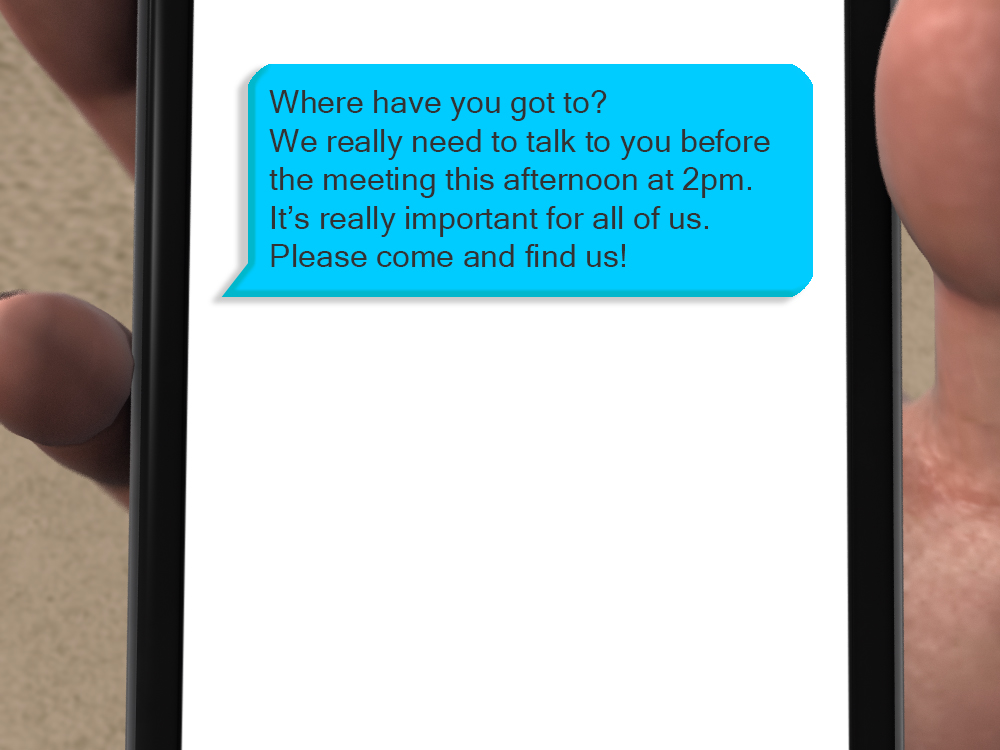 Where have you got to?
We really need to talk to you before
the meeting this afternoon at 2pm.
It’s really important for all of us.
Please come and find us!